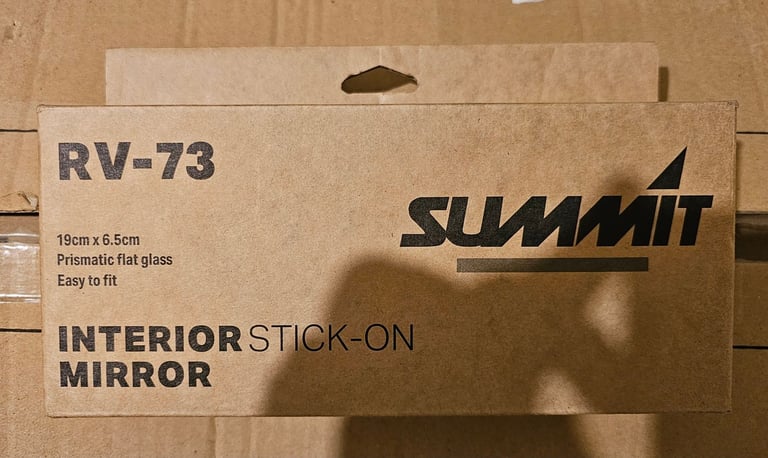 RV-73
SUMMIT
19cm x 6.5cm
Prismatic flat glass
Easy to fit
INTERIOR STICK-ON
MIRROR